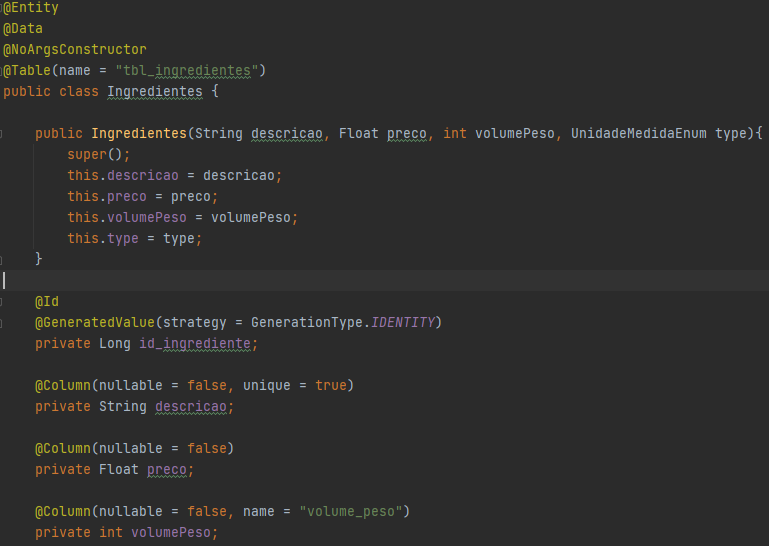 @Entity
@Data
@NoArgsConstructor
@Table(name = "tbl_ingredientes")
public class Ingredientes {
public Ingredientes(String descricao, Float preco, int volumePeso, UnidadeMedidaEnum type){
super();
this.descricao = descricao;
this.preco = preco;
this.volumePeso = volumePeso;
this.type = type;
}
@Id
@GeneratedValue(strategy = GenerationType.IDENTITY)
private Long id_ingrediente;
@Column(nullable = false, unique = true)
private String descricao;
@Column(nullable = false)
private Float preco;
@Column(nullable = false, name = "volume_peso")
private int volumePeso;